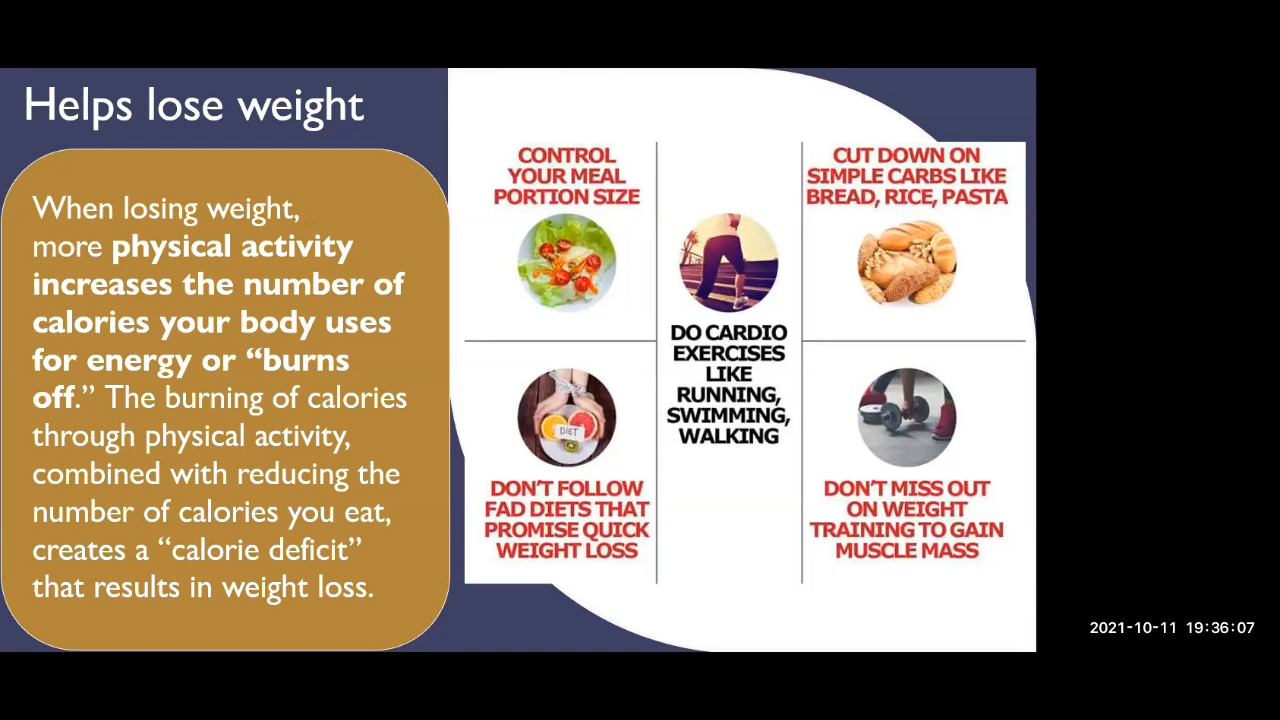 Helps lose weight
When losing weight,
more physical activity
increases the number of
calories your body uses
for energy or “burns
off.” The burning of calories
through physical activity,
combined with reducing the
number of calories you eat,
creates a “calorie deficit”
that results in weight loss.
CONTROL
YOUR MEAL
PORTION SIZE
CUT DOWN ON
SIMPLE CARBS LIKE
BREAD, RICE, PASTA
DO CARDIO
EXERCISES
LIKE
RUNNING,
SWIMMING,
WALKING
DIET
DON’T FOLLOW
FAD DIETS THAT
PROMISE QUICK
WEIGHT LOSS
DON’T MISS OUT
ON WEIGHT
TRAINING TO GAIN
MUSCLE MASS
2021-10-11 19:36:07